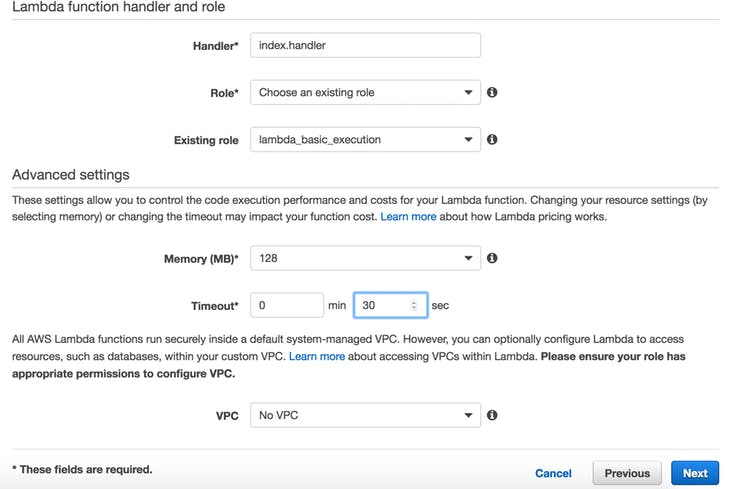 Lambda function handler and role
Handler* index.handler
Role* Choose an existing role
Existing role lambda_basic_execution
Advanced settings
These settings allow you to control the code execution performance and costs for your Lambda function. Changing your resource settings (by
selecting memory) or changing the timeout may impact your function cost. Learn more about how Lambda pricing works.
Memory (MB)* 128
Timeout* 0 min 30 sec
All AWS Lambda functions run securely inside a default system-managed VPC. However, you can optionally configure Lambda to access
resources, such as databases, within your custom VPC. Learn more about accessing VPCs within Lambda. Please ensure your role has
appropriate permissions to configure VPC.
VPC No VPC
* These fields are required. Cancel Previous Next